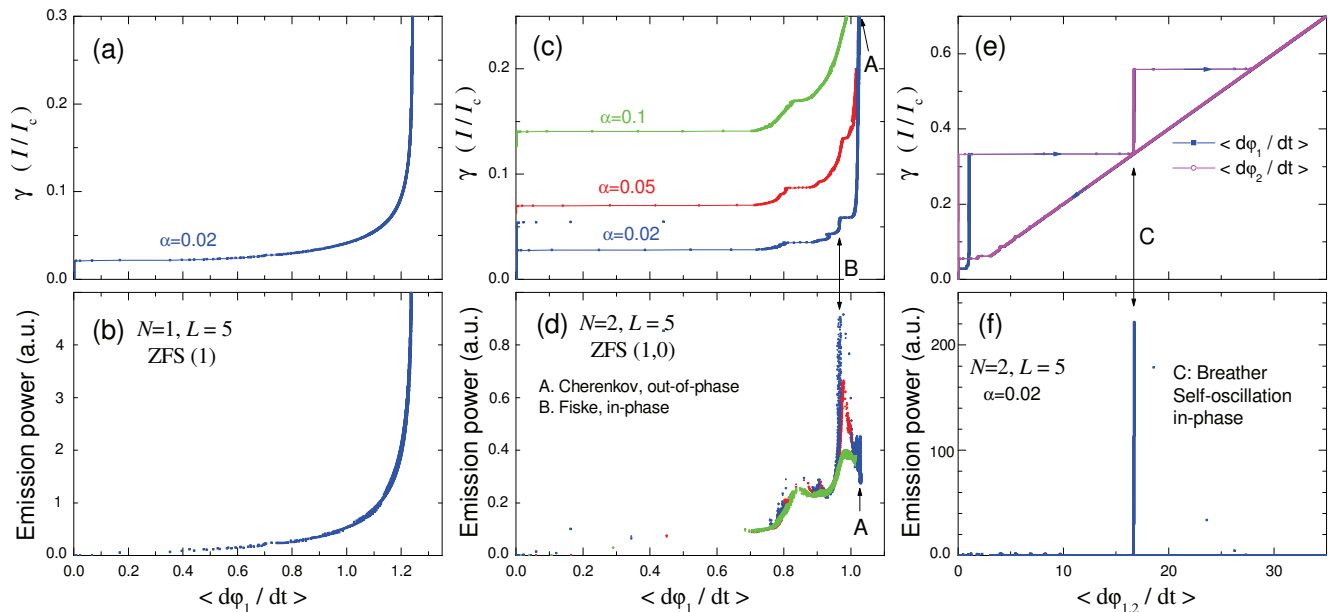 (a)
γ ( I / I_c )
0.3
0.2
0.1
0.0
α=0.02
(c)
γ ( I / I_c )
0.2
0.1
0.0
α=0.1
α=0.05
α=0.02
A
B
(e)
γ ( I / I_c )
0.6
0.4
0.2
0.0
< dφ_1 / dt >
< dφ_2 / dt >
C
(b)
N=1, L = 5
ZFS (1)
Emission power (a.u.)
4
3
2
1
0
0.0 0.2 0.4 0.6 0.8 1.0 1.2
< dφ_1 / dt >
(d)
N=2, L = 5
ZFS (1,0)
A. Cherenkov, out-of-phase
B. Fiske, in-phase
A
Emission power (a.u.)
0.8
0.6
0.4
0.2
0.0
0.0 0.2 0.4 0.6 0.8 1.0
< dφ_1 / dt >
(f)
N=2, L = 5
α=0.02
C: Breather
Self-oscillation
in-phase
Emission power (a.u.)
200
150
100
50
0
0 10 20 30
< dφ_1,2 / dt >